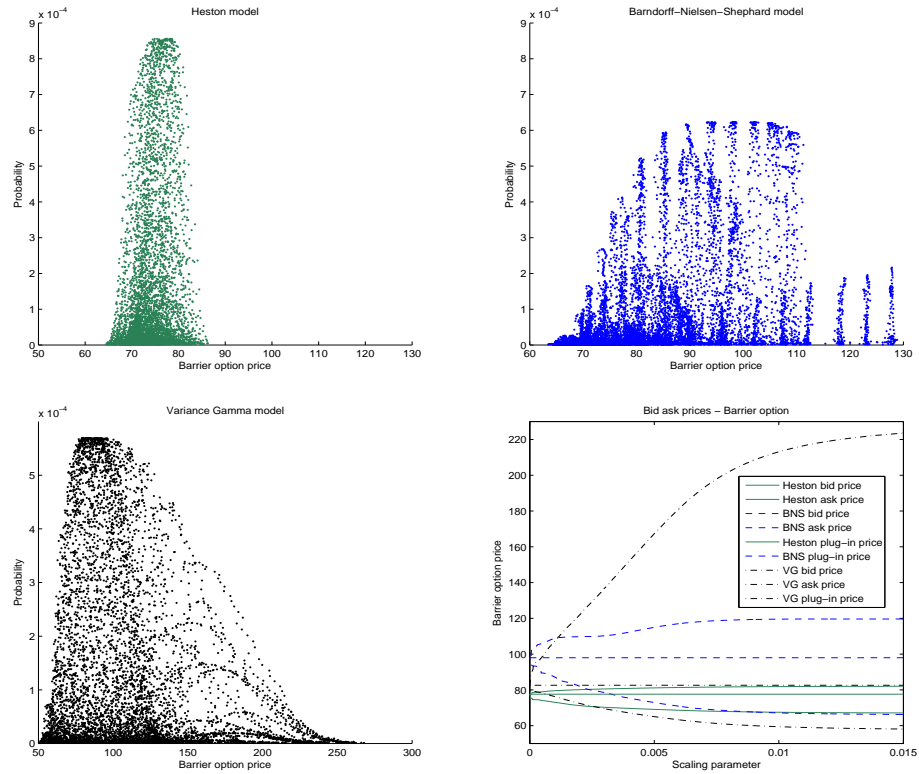 Heston model
x 10⁻⁴
9
8
7
6
5
4
3
2
1
0
50 60 70 80 90 100 110 120 130
Probability
Barrier option price
Barndorff−Nielsen−Shephard model
x 10⁻⁴
9
8
7
6
5
4
3
2
1
0
60 70 80 90 100 110 120 130
Probability
Barrier option price
Variance Gamma model
x 10⁻⁴
5
4
3
2
1
0
50 100 150 200 250 300
Probability
Barrier option price
Bid ask prices − Barrier option
220
200
180
160
140
120
100
80
60
0 0.005 0.01 0.015
Barrier option price
Scaling parameter
Heston bid price
Heston ask price
BNS bid price
BNS ask price
Heston plug−in price
BNS plug−in price
VG bid price
VG ask price
VG plug−in price